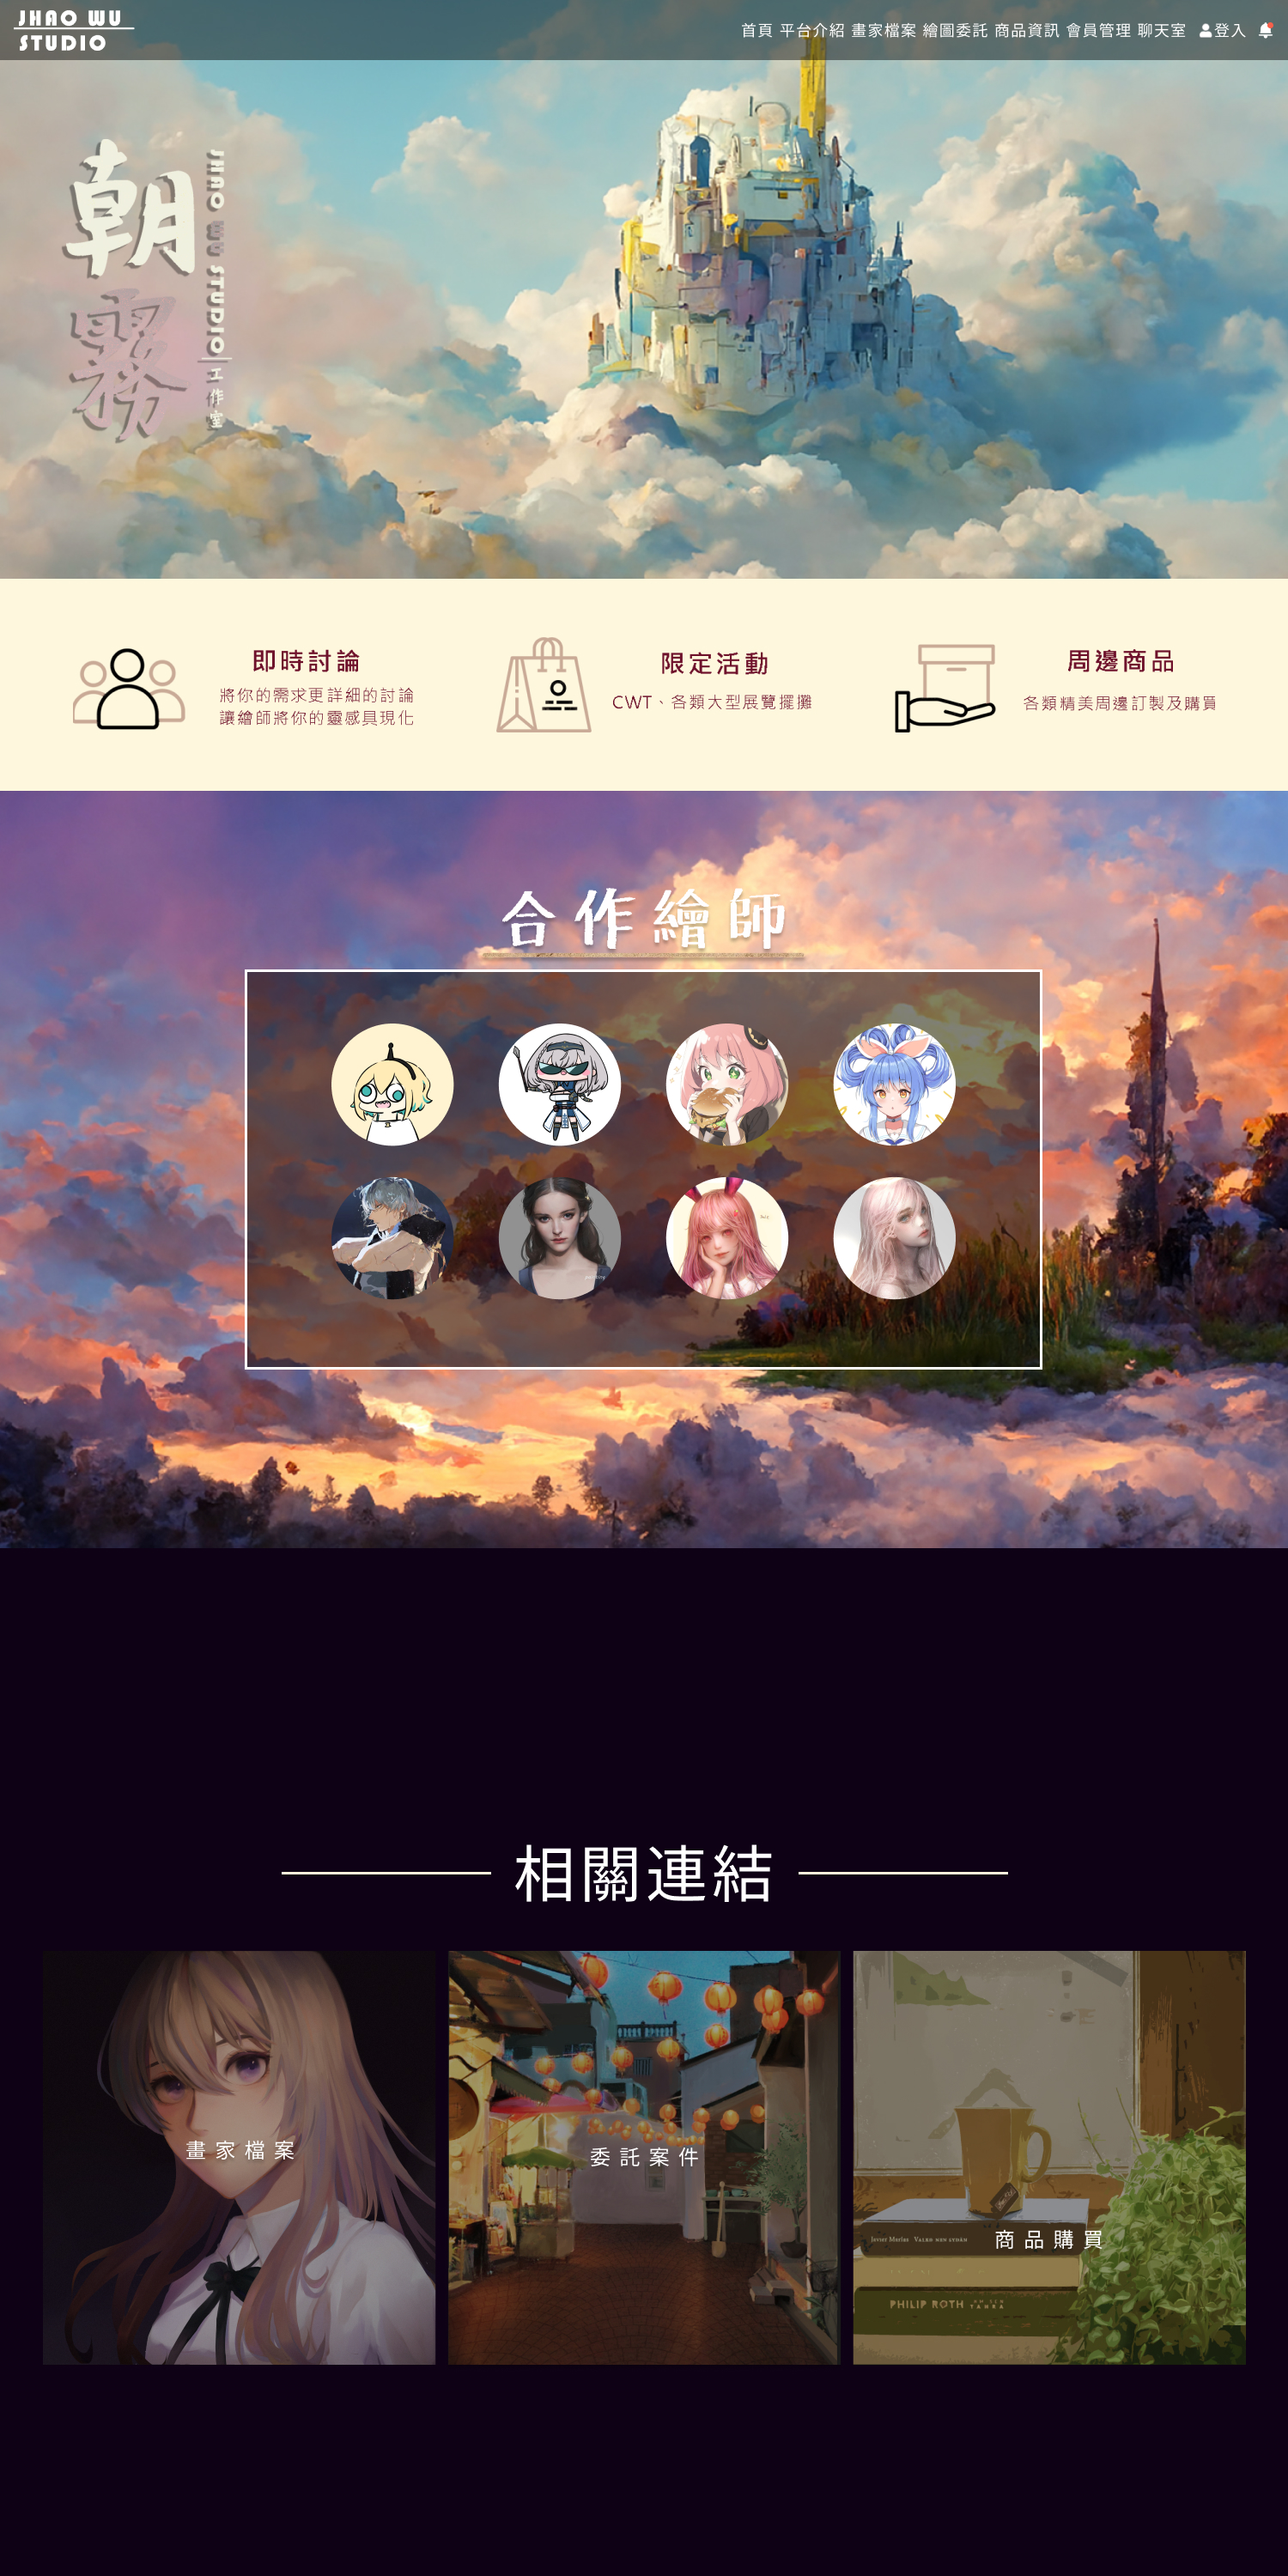 JHAO WU
STUDIO
首頁 平台介紹 畫家檔案 繪圖委託 商品資訊 會員管理 聊天室 登入
朝霧
JHAO WU STUDIO 工作室
即時討論
將你的需求更詳細的討論
讓繪師將你的靈感具現化
限定活動
CWT、各類大型展覽擺攤
周邊商品
各類精美周邊訂製及購買
合作繪師
相關連結
畫家檔案
委託案件
商品購買
PHILIP ROTH